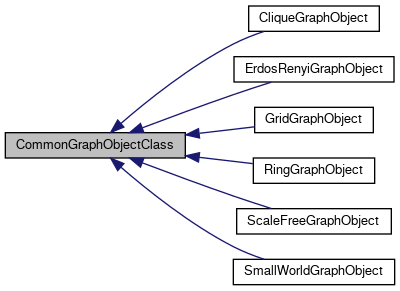 CliqueGraphObject
ErdosRenyiGraphObject
GridGraphObject
CommonGraphObjectClass
RingGraphObject
ScaleFreeGraphObject
SmallWorldGraphObject